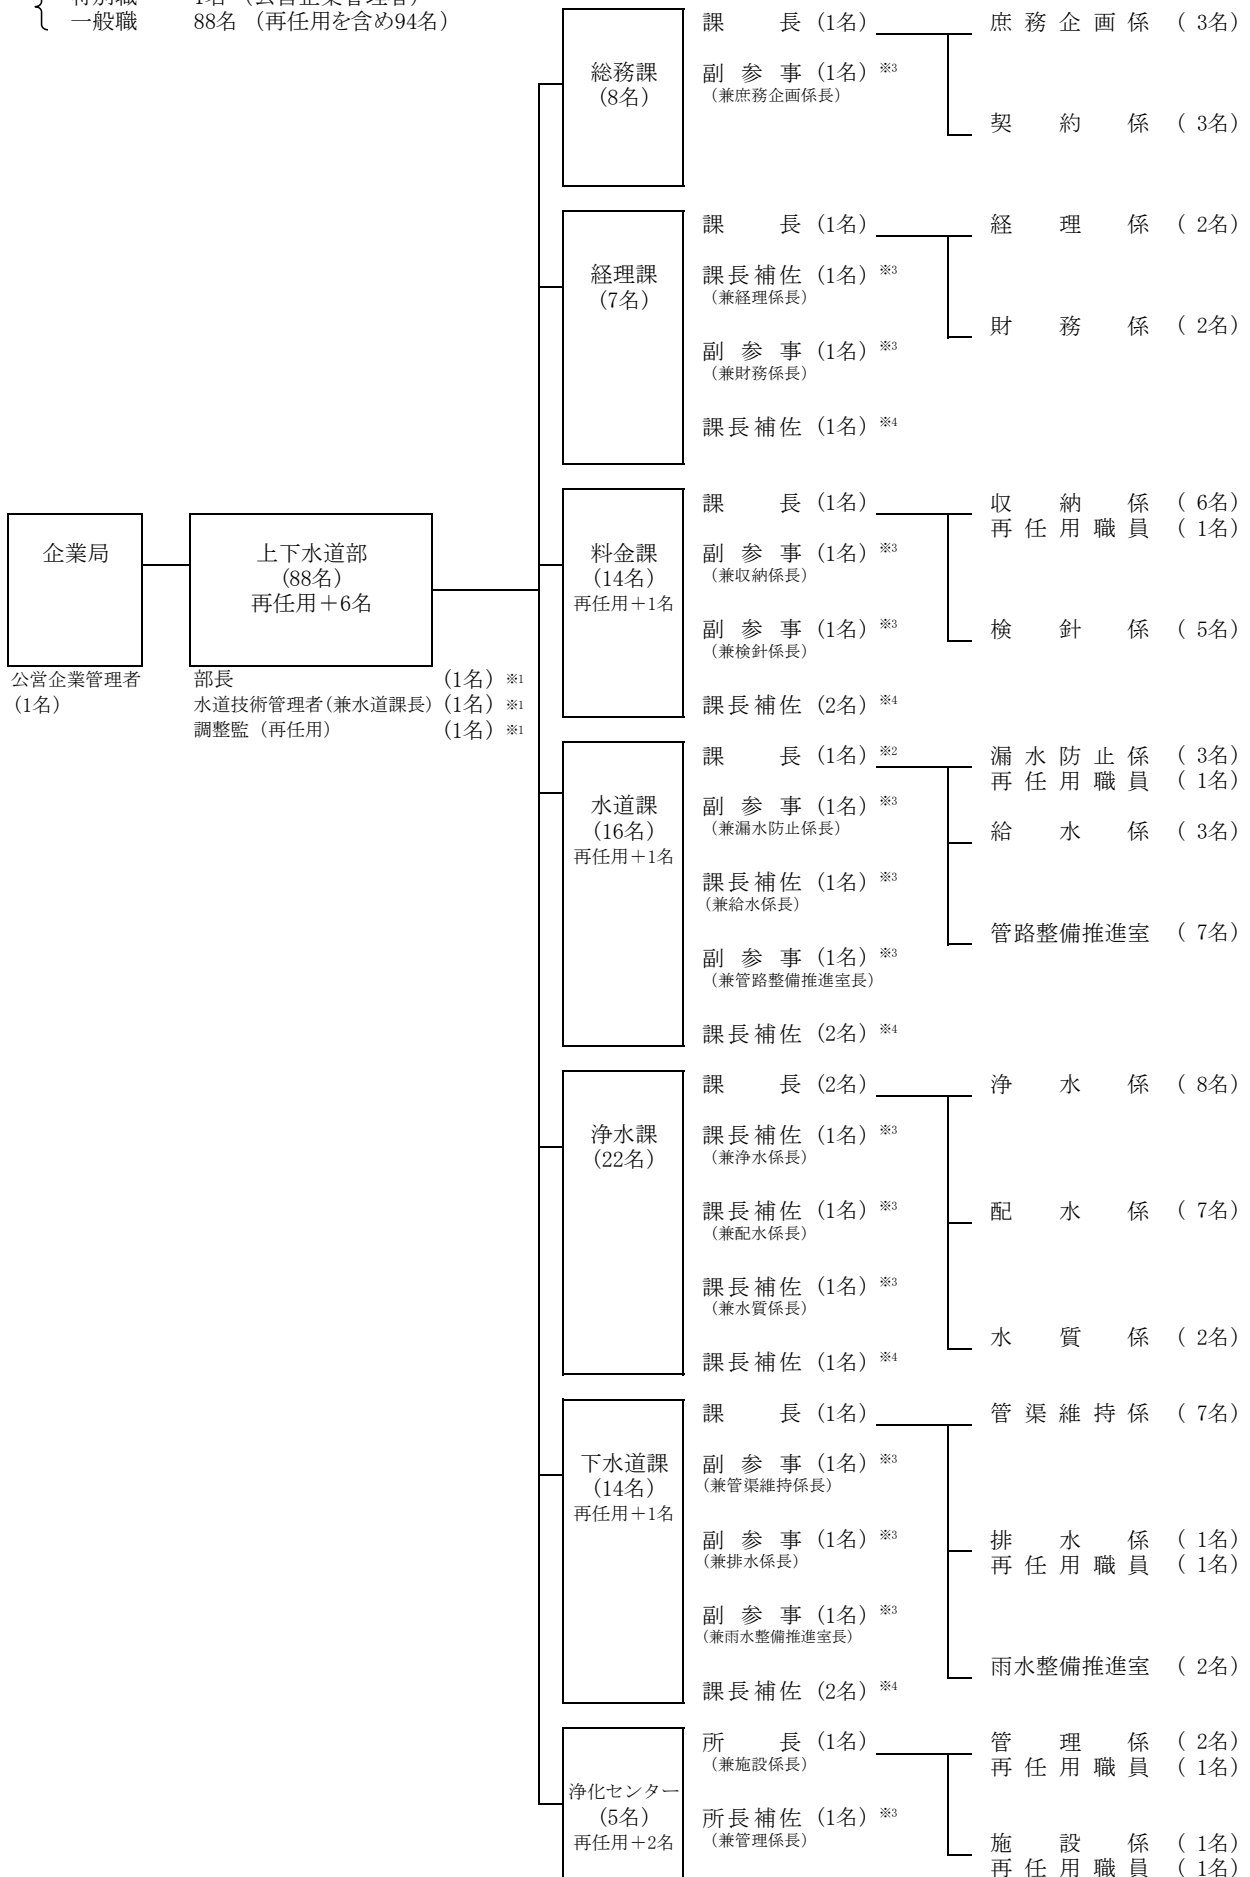 一般職 88名 （再任用を含め94名）
企業局
公営企業管理者
(1名)
上下水道部
(88名)
再任用＋6名
部長 (1名) ※1
水道技術管理者(兼水道課長) (1名) ※1
調整監（再任用） (1名) ※1
総務課
(8名)
課長 (1名)
副参事 (1名) ※3
（兼庶務企画係長）
庶務企画係 ( 3名)
契約係 ( 3名)
経理課
(7名)
課長 (1名)
課長補佐 (1名) ※3
（兼経理係長）
副参事 (1名) ※3
（兼財務係長）
課長補佐 (1名) ※4
経理係 ( 2名)
財務係 ( 2名)
料金課
(14名)
再任用＋1名
課長 (1名)
副参事 (1名) ※3
（兼収納係長）
副参事 (1名) ※3
（兼検針係長）
課長補佐 (2名) ※4
収納係 ( 6名)
再任用職員 ( 1名)
検針係 ( 5名)
水道課
(16名)
再任用＋1名
課長 (1名) ※2
副参事 (1名) ※3
（兼漏水防止係長）
課長補佐 (1名) ※3
（兼給水係長）
副参事 (1名) ※3
（兼管路整備推進室長）
課長補佐 (2名) ※4
漏水防止係 ( 3名)
再任用職員 ( 1名)
給水係 ( 3名)
管路整備推進室 ( 7名)
浄水課
(22名)
課長 (2名)
課長補佐 (1名) ※3
（兼浄水係長）
課長補佐 (1名) ※3
（兼配水係長）
課長補佐 (1名) ※3
（兼水質係長）
課長補佐 (1名) ※4
浄水係 ( 8名)
配水係 ( 7名)
水質係 ( 2名)
下水道課
(14名)
再任用＋1名
課長 (1名)
副参事 (1名) ※3
(兼管渠維持係長)
副参事 (1名) ※3
(兼排水係長)
副参事 (1名) ※3
(兼雨水整備推進室長)
課長補佐 (2名) ※4
管渠維持係 ( 7名)
排水係 ( 1名)
再任用職員 ( 1名)
雨水整備推進室 ( 2名)
浄化センター
(5名)
再任用＋2名
所長 (1名)
（兼施設係長）
所長補佐 (1名) ※3
（兼管理係長）
管理係 ( 2名)
再任用職員 ( 1名)
施設係 ( 1名)
再任用職員 ( 1名)